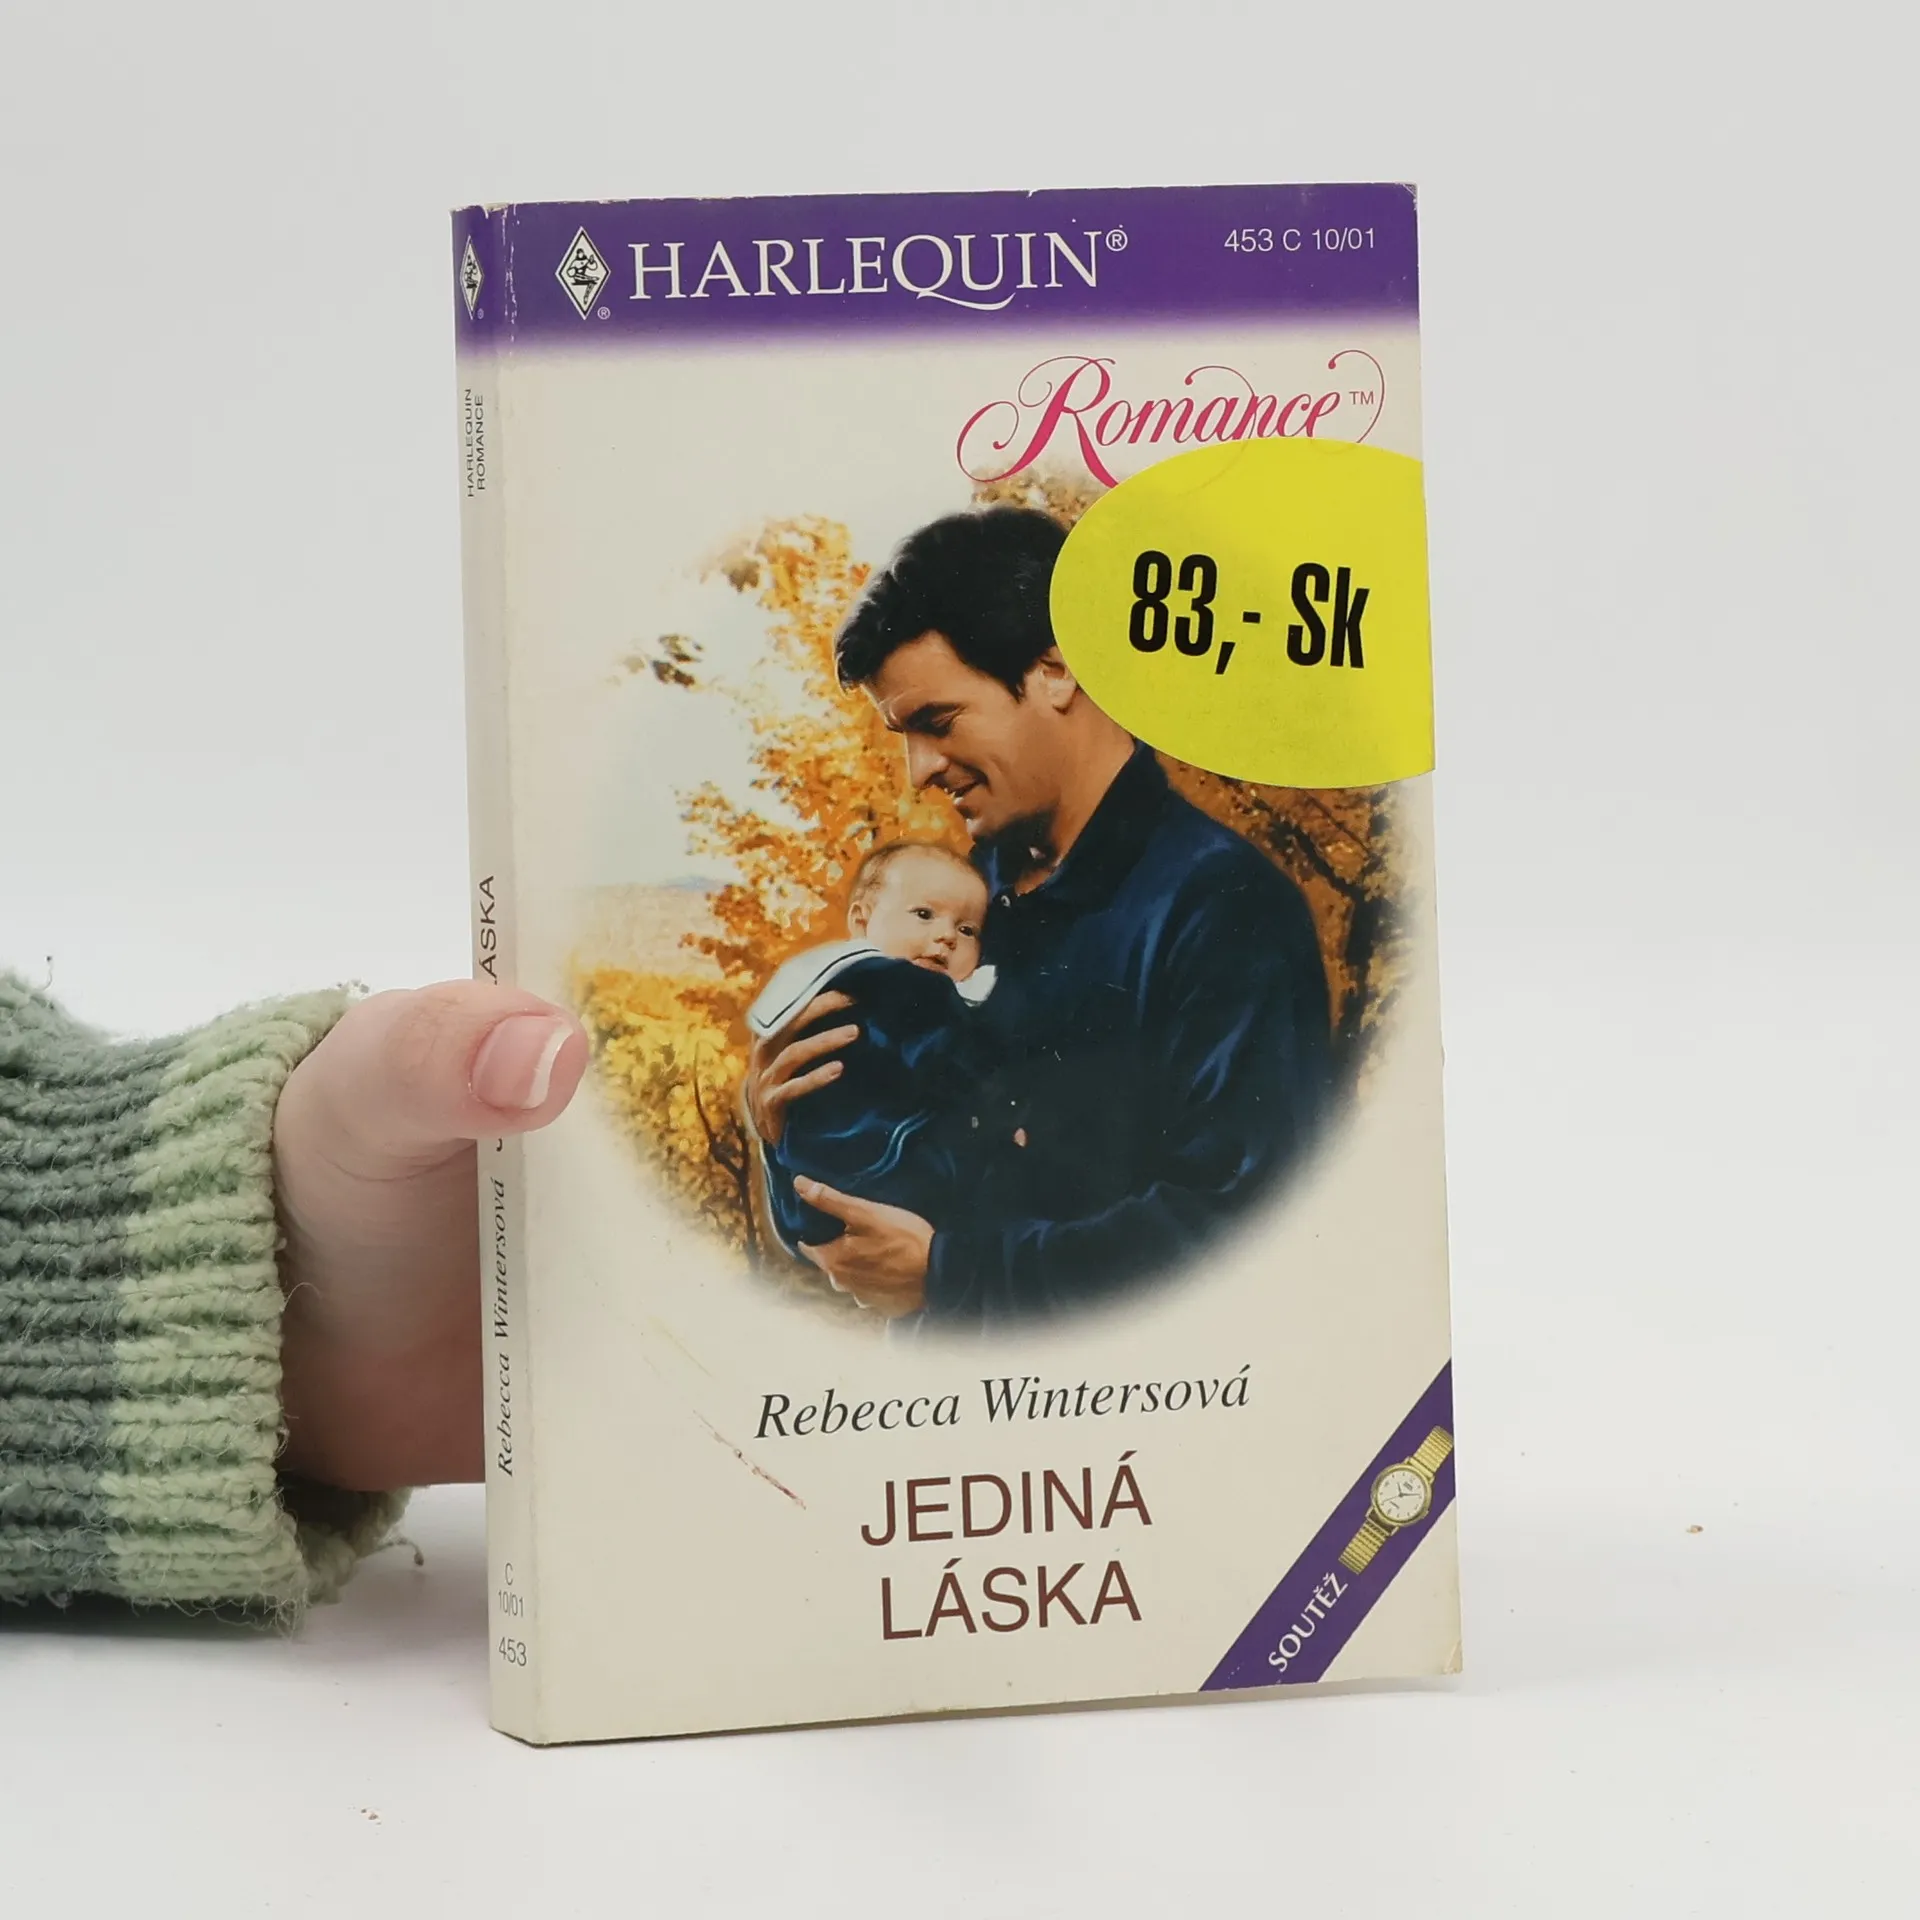 HARLEQUIN®
453 C 10/01
®
Romance™
83,- Sk
Rebecca Wintersová
JEDINÁ
LÁSKA
SOUTĚŽ
HARLEQUIN
ROMANCE
Rebecca Wintersová
C
10/01
453